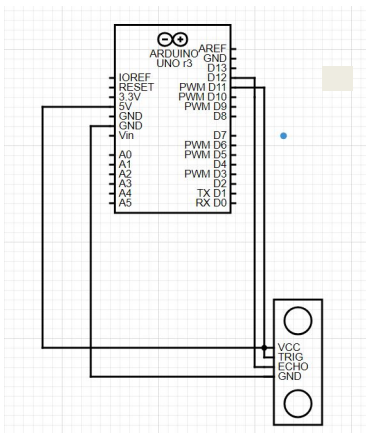 ARDUINO
UNO r3
IOREF
RESET
3.3V
5V
GND
GND
Vin
A0
A1
A2
A3
A4
A5
AREF
GND
D13
D12
PWM D11
PWM D10
PWM D9
D8
D7
PWM D6
PWM D5
D4
PWM D3
D2
TX D1
RX D0
VCC
TRIG
ECHO
GND